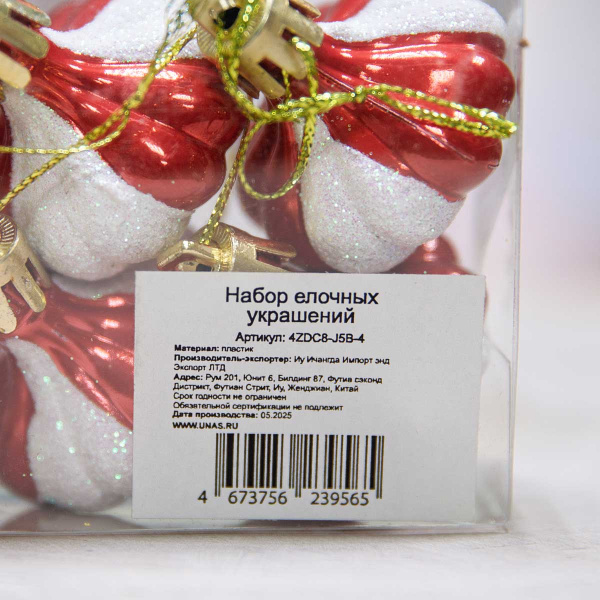 Набор елочных
украшений
Артикул: 4ZDC8-J5B-4
Материал: пластик
Производитель-экспортер: Иу Ичангда Импорт энд
Экспорт ЛТД
Адрес: Рум 201, Юнит 6, Билдинг 87, Футив сэконд
Дистрикт, Футиан Стрит, Иу, Женджиан, Китай
Срок годности не ограничен
Обязательной сертификации не подлежит
Дата производства: 05.2025
WWW.UNAS.RU
4 673756 239565